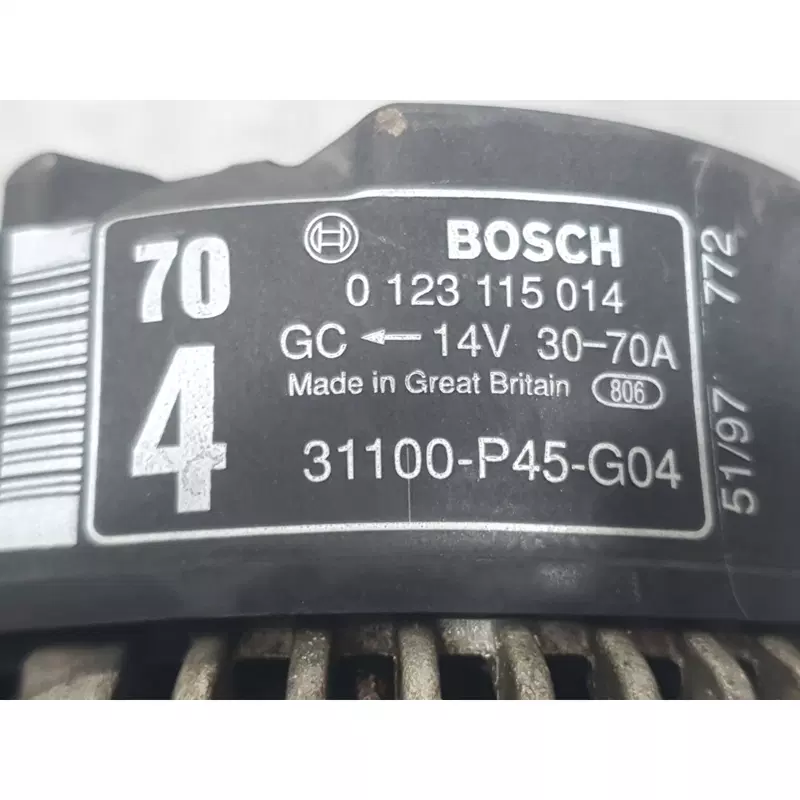 70
4
BOSCH
0 123 115 014
GC ← 14V 30-70A
Made in Great Britain 806
31100-P45-G04
51/97 772